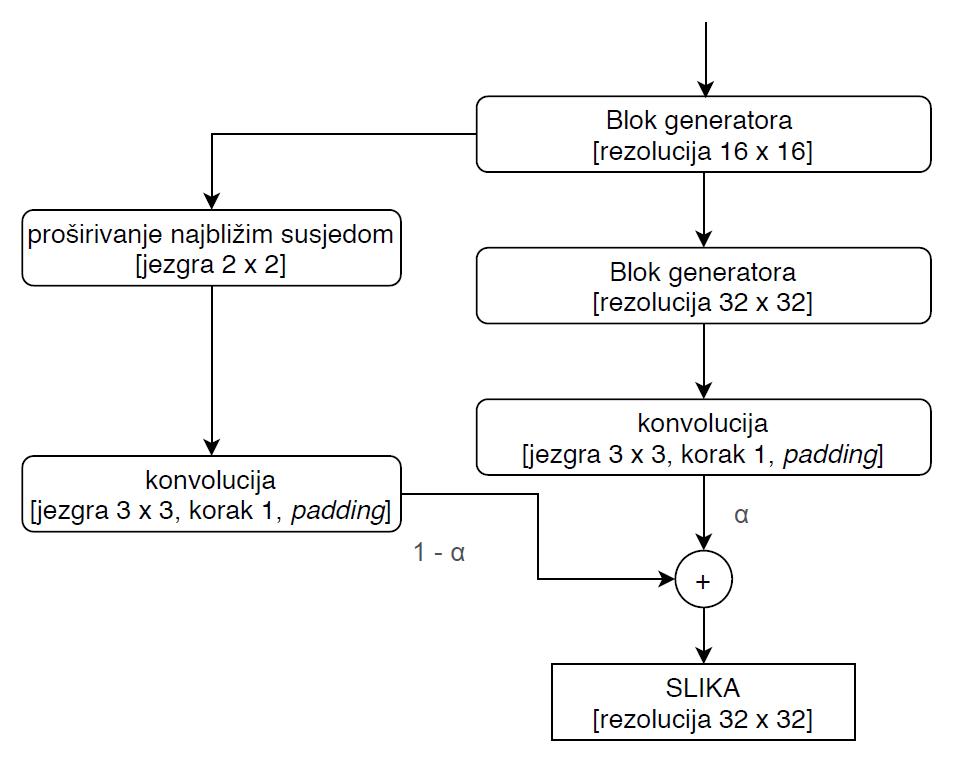 Blok generatora
[rezolucija 16 x 16]
proširivanje najbližim susjedom
[jezgra 2 x 2]
Blok generatora
[rezolucija 32 x 32]
konvolucija
[jezgra 3 x 3, korak 1, padding]
konvolucija
[jezgra 3 x 3, korak 1, padding]
α
1 - α
+
SLIKA
[rezolucija 32 x 32]